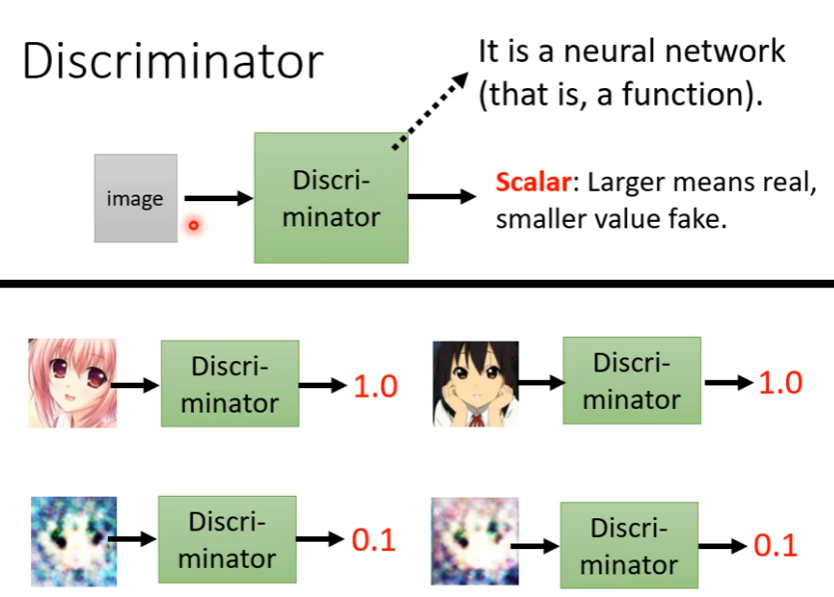 Discriminator
It is a neural network
(that is, a function).
image
Discri-
minator
Scalar: Larger means real,
smaller value fake.
Discri-
minator
1.0
Discri-
minator
1.0
Discri-
minator
0.1
Discri-
minator
0.1